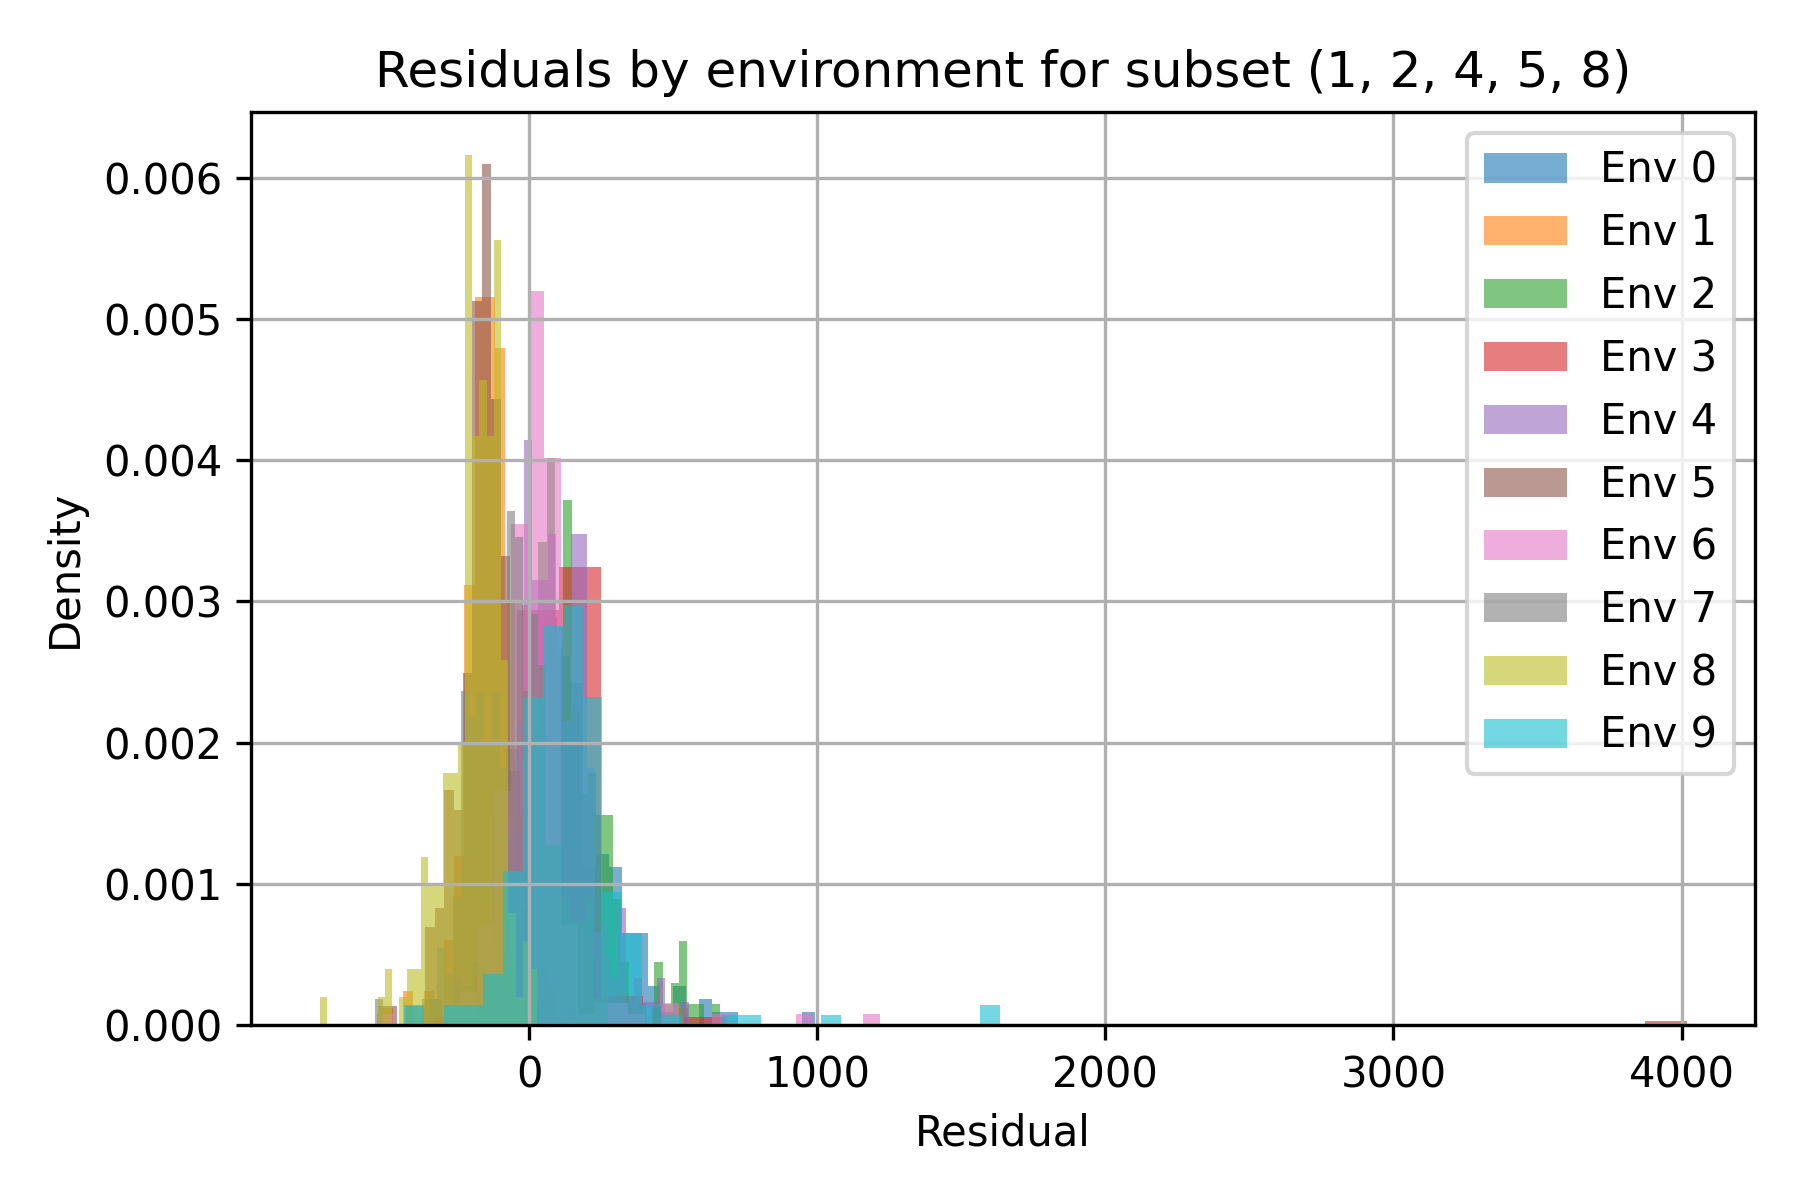 Residuals by environment for subset (1, 2, 4, 5, 8)
Density
0.006
0.005
0.004
0.003
0.002
0.001
0.000
0
1000
2000
3000
4000
Residual
Env 0
Env 1
Env 2
Env 3
Env 4
Env 5
Env 6
Env 7
Env 8
Env 9